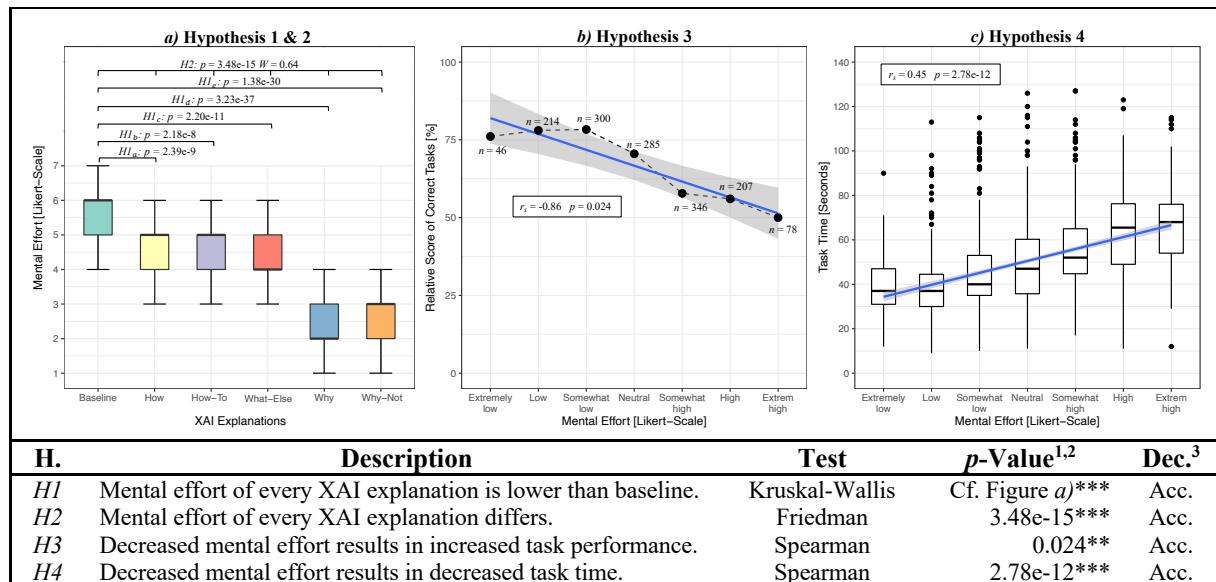 a) Hypothesis 1 & 2
H2: p = 3.48e-15 W = 0.64
H1e: p = 1.38e-30
H1d: p = 3.23e-37
H1c: p = 2.20e-11
H1b: p = 2.18e-8
H1a: p = 2.39e-9
Mental Effort [Likert−Scale]
7
6
5
4
3
2
1
Baseline How How−To What−Else Why Why−Not
XAI Explanations
b) Hypothesis 3
Relative Score of Correct Tasks [%]
100
75
50
25
0
n = 46
n = 214
n = 300
n = 285
n = 346
n = 207
n = 78
rs = -0.86 p = 0.024
Extremely low Low Somewhat low Neutral Somewhat high High Extrem high
Mental Effort [Likert−Scale]
c) Hypothesis 4
rs = 0.45 p = 2.78e-12
Task Time [Seconds]
140
120
100
80
60
40
20
0
Extremely low Low Somewhat low Neutral Somewhat high High Extrem high
Mental Effort [Likert−Scale]
H. Description Test p-Value1,2 Dec.3
H1 Mental effort of every XAI explanation is lower than baseline. Kruskal-Wallis Cf. Figure a)*** Acc.
H2 Mental effort of every XAI explanation differs. Friedman 3.48e-15*** Acc.
H3 Decreased mental effort results in increased task performance. Spearman 0.024** Acc.
H4 Decreased mental effort results in decreased task time. Spearman 2.78e-12*** Acc.